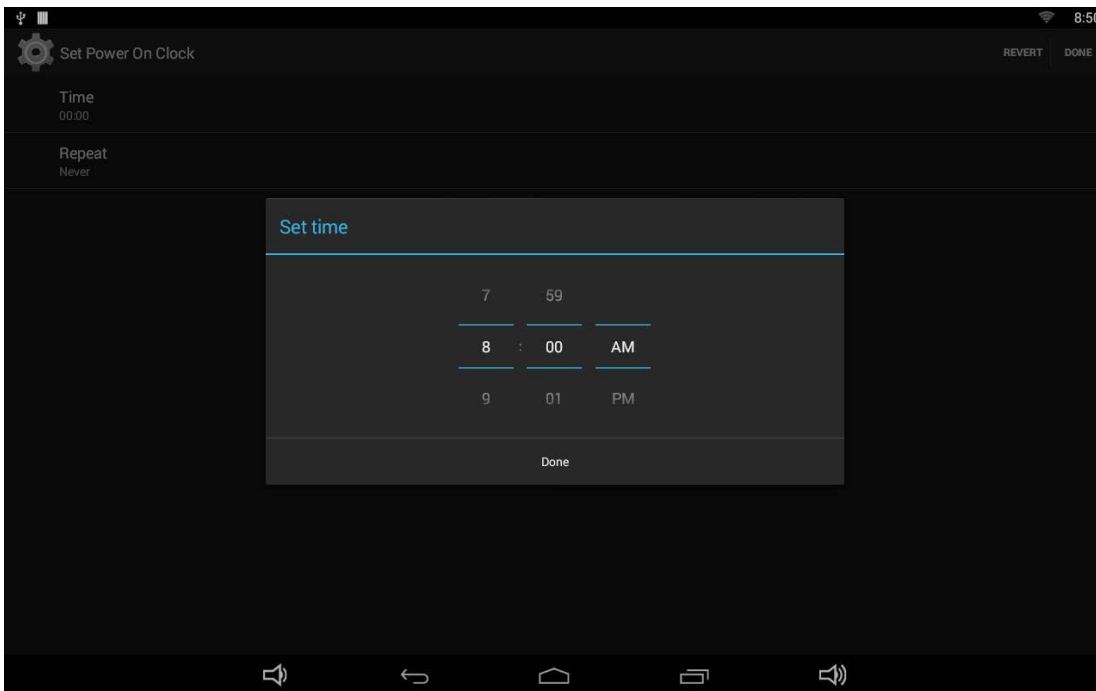 8:50
Set Power On Clock
REVERT DONE
Time
00:00
Repeat
Never
Set time
7 59
8 : 00 AM
9 01 PM
Done